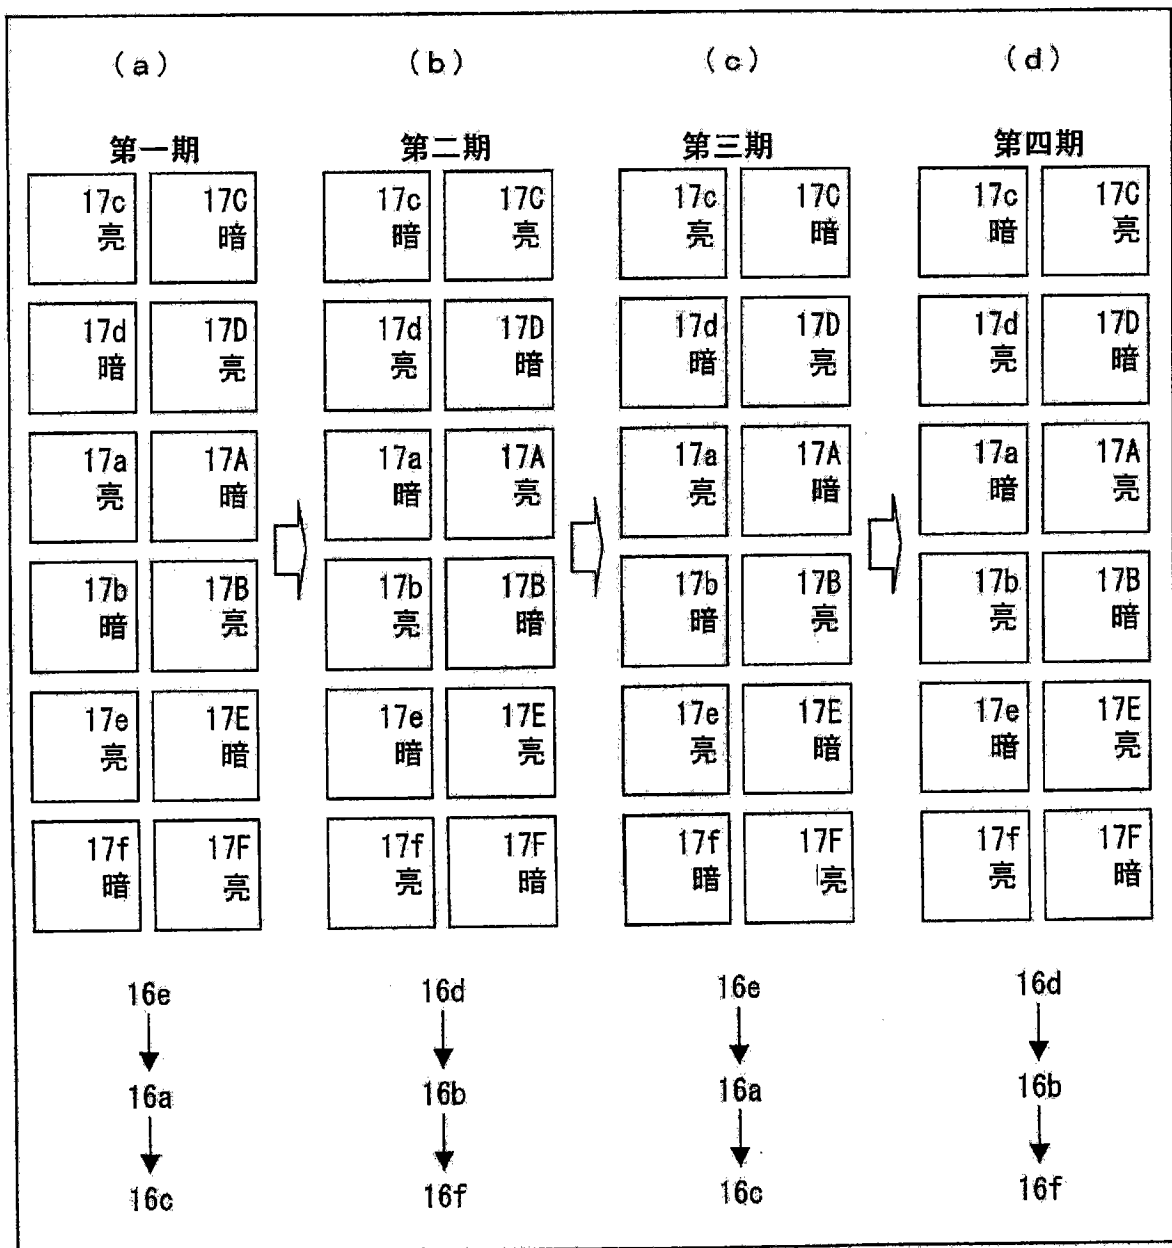 (a) (b) (c) (d)
第一期 第二期 第三期 第四期
17c 17C 17c 17C 17c 17C 17c 17C
亮 暗 暗 亮 亮 暗 暗 亮
17d 17D 17d 17D 17d 17D 17d 17D
暗 亮 亮 暗 暗 亮 亮 暗
17a 17A 17a 17A 17a 17A 17a 17A
亮 暗 暗 亮 亮 暗 暗 亮
17b 17B 17b 17B 17b 17B 17b 17B
暗 亮 亮 暗 暗 亮 亮 暗
17e 17E 17e 17E 17e 17E 17e 17E
亮 暗 暗 亮 亮 暗 暗 亮
17f 17F 17f 17F 17f 17F 17f 17F
暗 亮 亮 暗 暗 亮 亮 暗
16e 16d 16e 16d
16a 16b 16a 16b
16c 16f 16c 16f